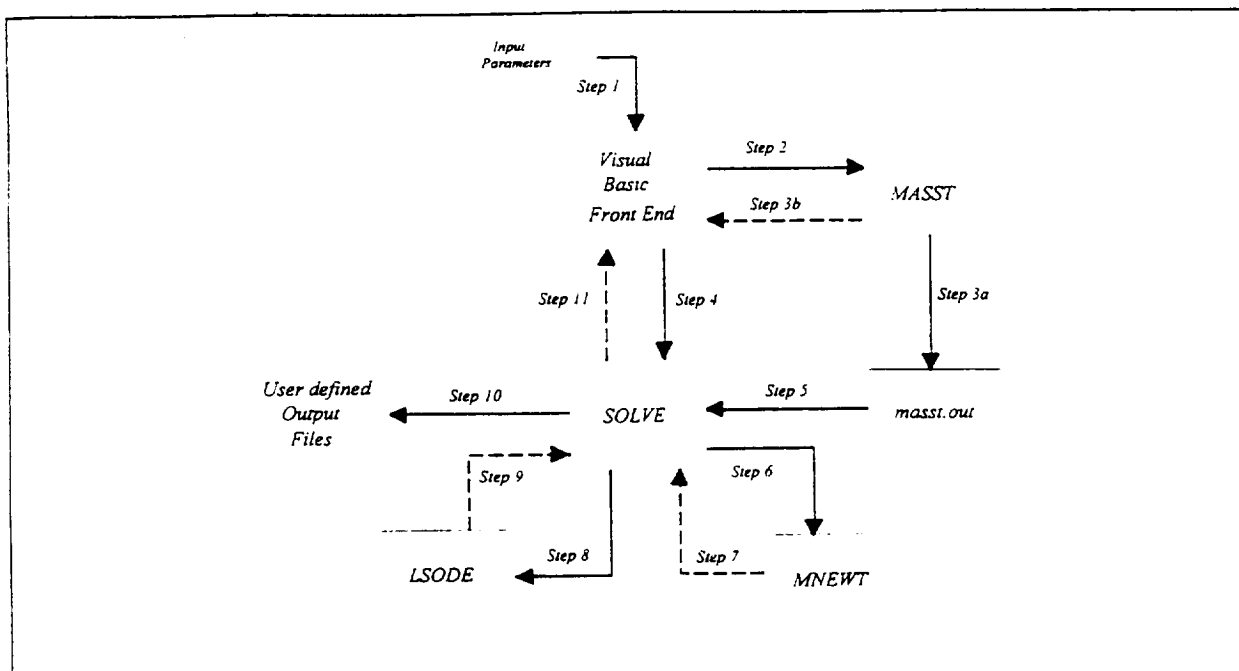 Input
Parameters
Step 1
Visual
Basic
Front End
Step 2
Step 3b
MASST
Step 3a
Step 11
Step 4
User defined
Output
Files
Step 10
SOLVE
Step 5
masst.out
Step 9
Step 6
LSODE
Step 8
Step 7
MNEWT